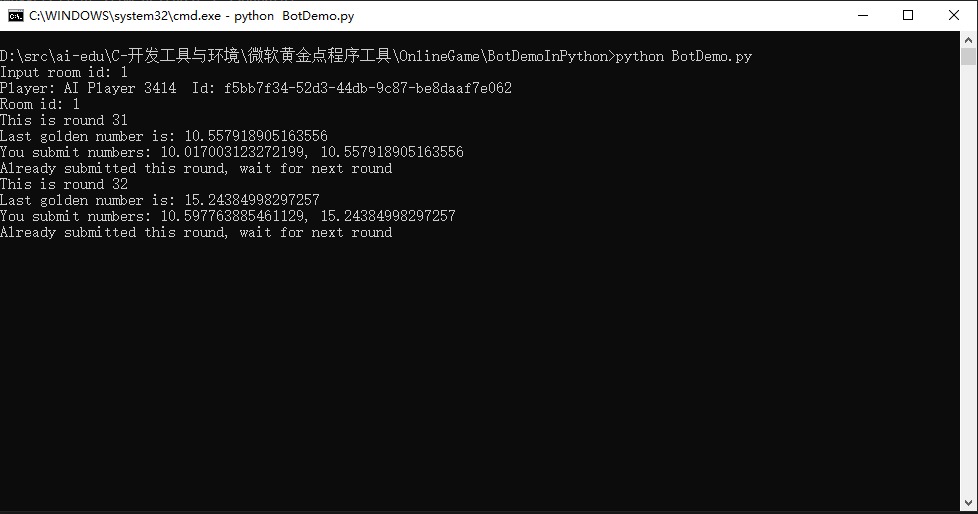 C:\WINDOWS\system32\cmd.exe - python  BotDemo.py
D:\src\ai-edu\C-开发工具与环境\微软黄金点程序工具\OnlineGame\BotDemoInPython>python BotDemo.py
Input room id: 1
Player: AI Player 3414  Id: f5bb7f34-52d3-44db-9c87-be8daaf7e062
Room id: 1
This is round 31
Last golden number is: 10.557918905163556
You submit numbers: 10.017003123272199, 10.557918905163556
Already submitted this round, wait for next round
This is round 32
Last golden number is: 15.24384998297257
You submit numbers: 10.597763885461129, 15.24384998297257
Already submitted this round, wait for next round